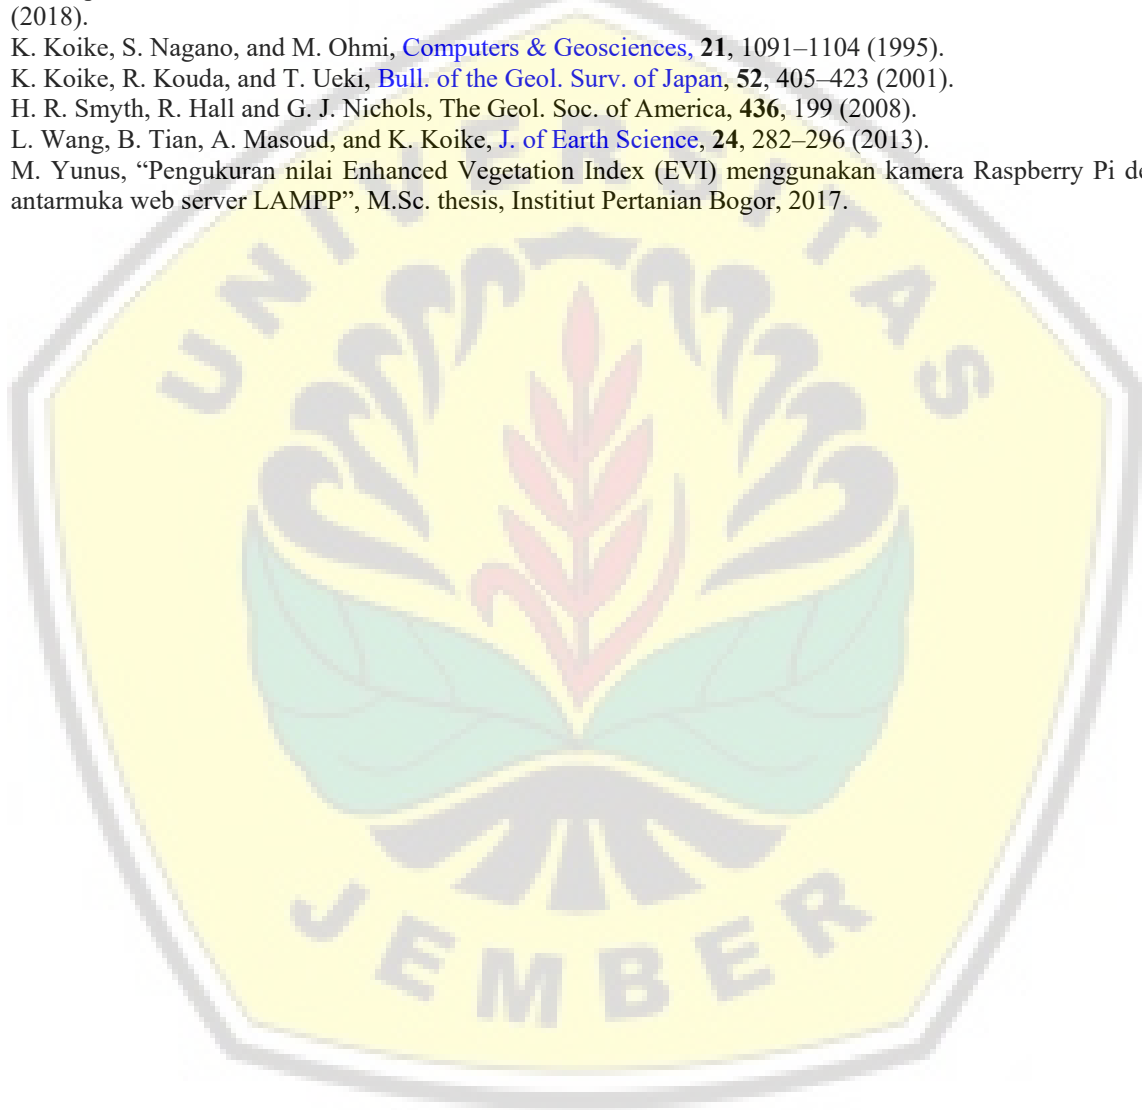 (2018).
K. Koike, S. Nagano, and M. Ohmi, Computers & Geosciences, 21, 1091–1104 (1995).
K. Koike, R. Kouda, and T. Ueki, Bull. of the Geol. Surv. of Japan, 52, 405–423 (2001).
H. R. Smyth, R. Hall and G. J. Nichols, The Geol. Soc. of America, 436, 199 (2008).
L. Wang, B. Tian, A. Masoud, and K. Koike, J. of Earth Science, 24, 282–296 (2013).
M. Yunus, “Pengukuran nilai Enhanced Vegetation Index (EVI) menggunakan kamera Raspberry Pi
antarmuka web server LAMPP”, M.Sc. thesis, Institiut Pertanian Bogor, 2017.
UNIVERSITAS
JEMBER